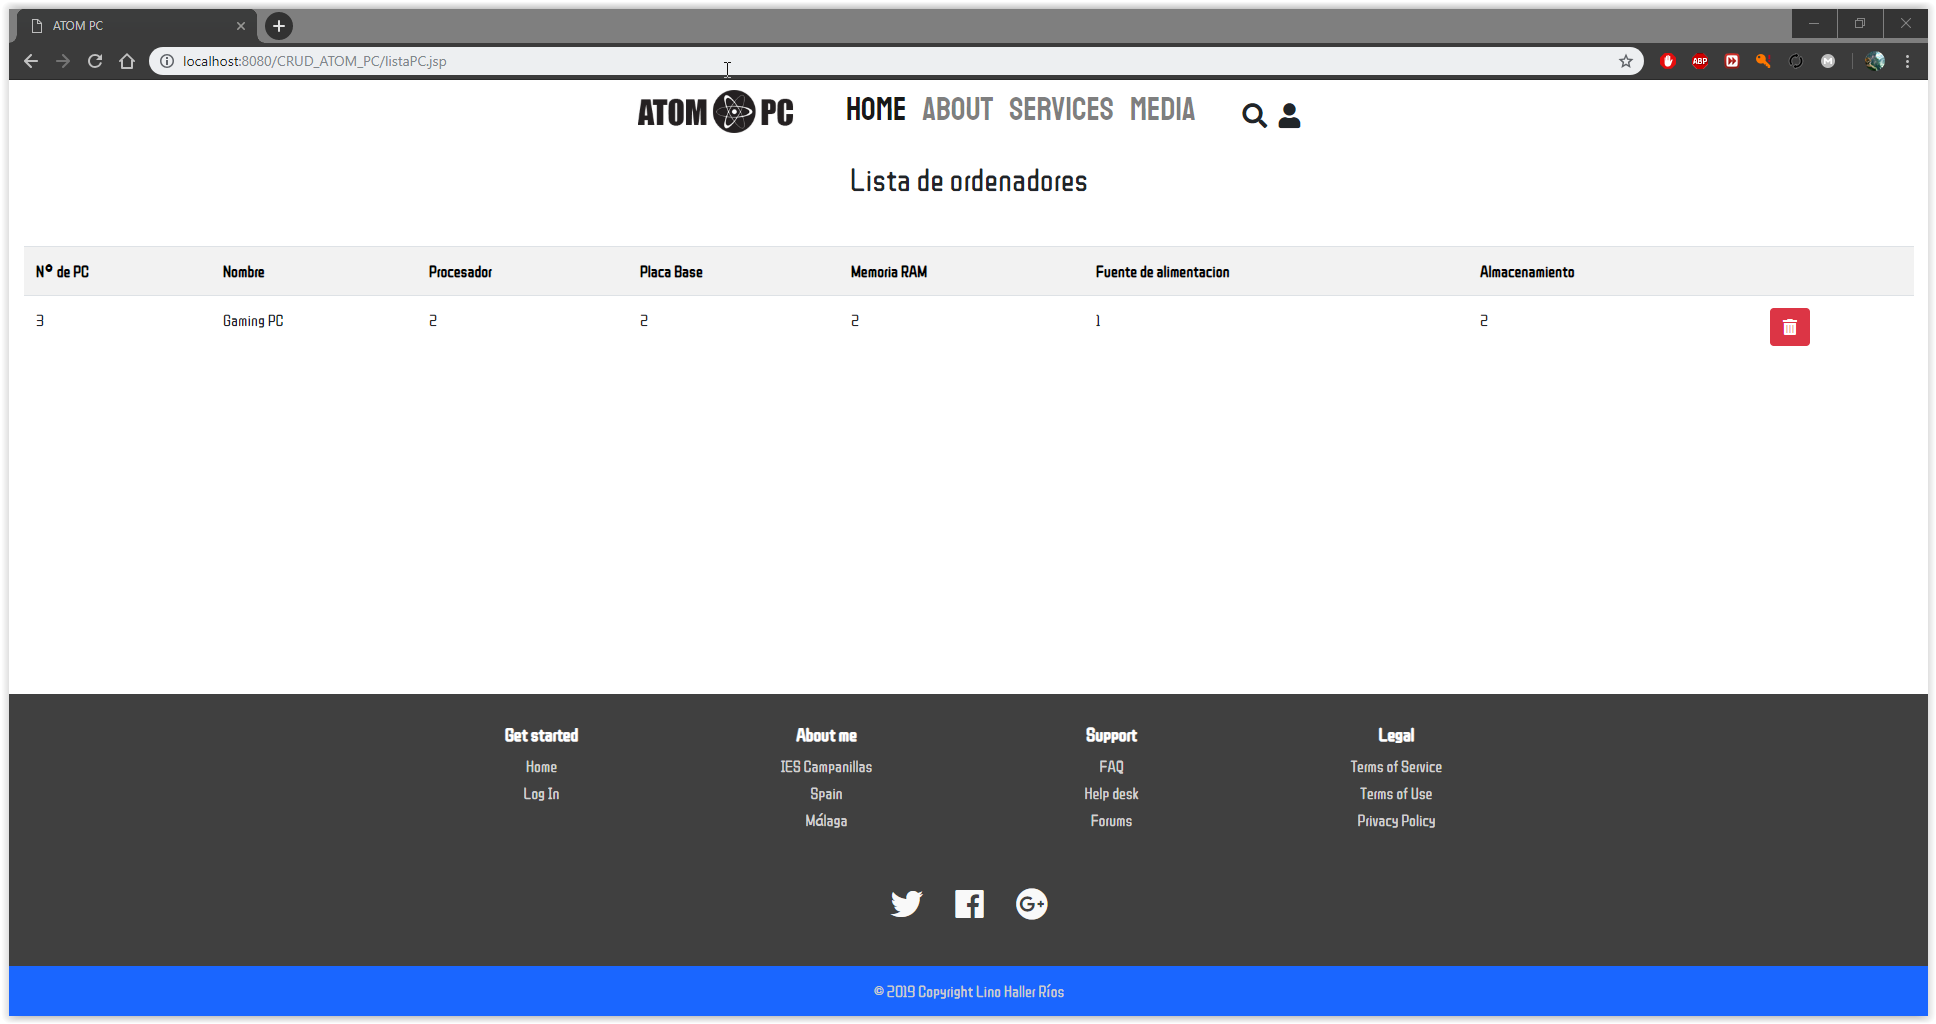 ATOM PC
localhost:8080/CRUD_ATOM_PC/listaPC.jsp
ABP
M
ATOM PC
HOME ABOUT SERVICES MEDIA
Lista de ordenadores
Nº de PC Nombre Procesador Placa Base Memoria RAM Fuente de alimentacion Almacenamiento
3 Gaming PC 2 2 2 1 2
Get started About me Support Legal
Home IES Campanillas FAQ Terms of Service
Log In Spain Help desk Terms of Use
Málaga Forums Privacy Policy
G+
© 2019 Copyright Lino Haller Ríos